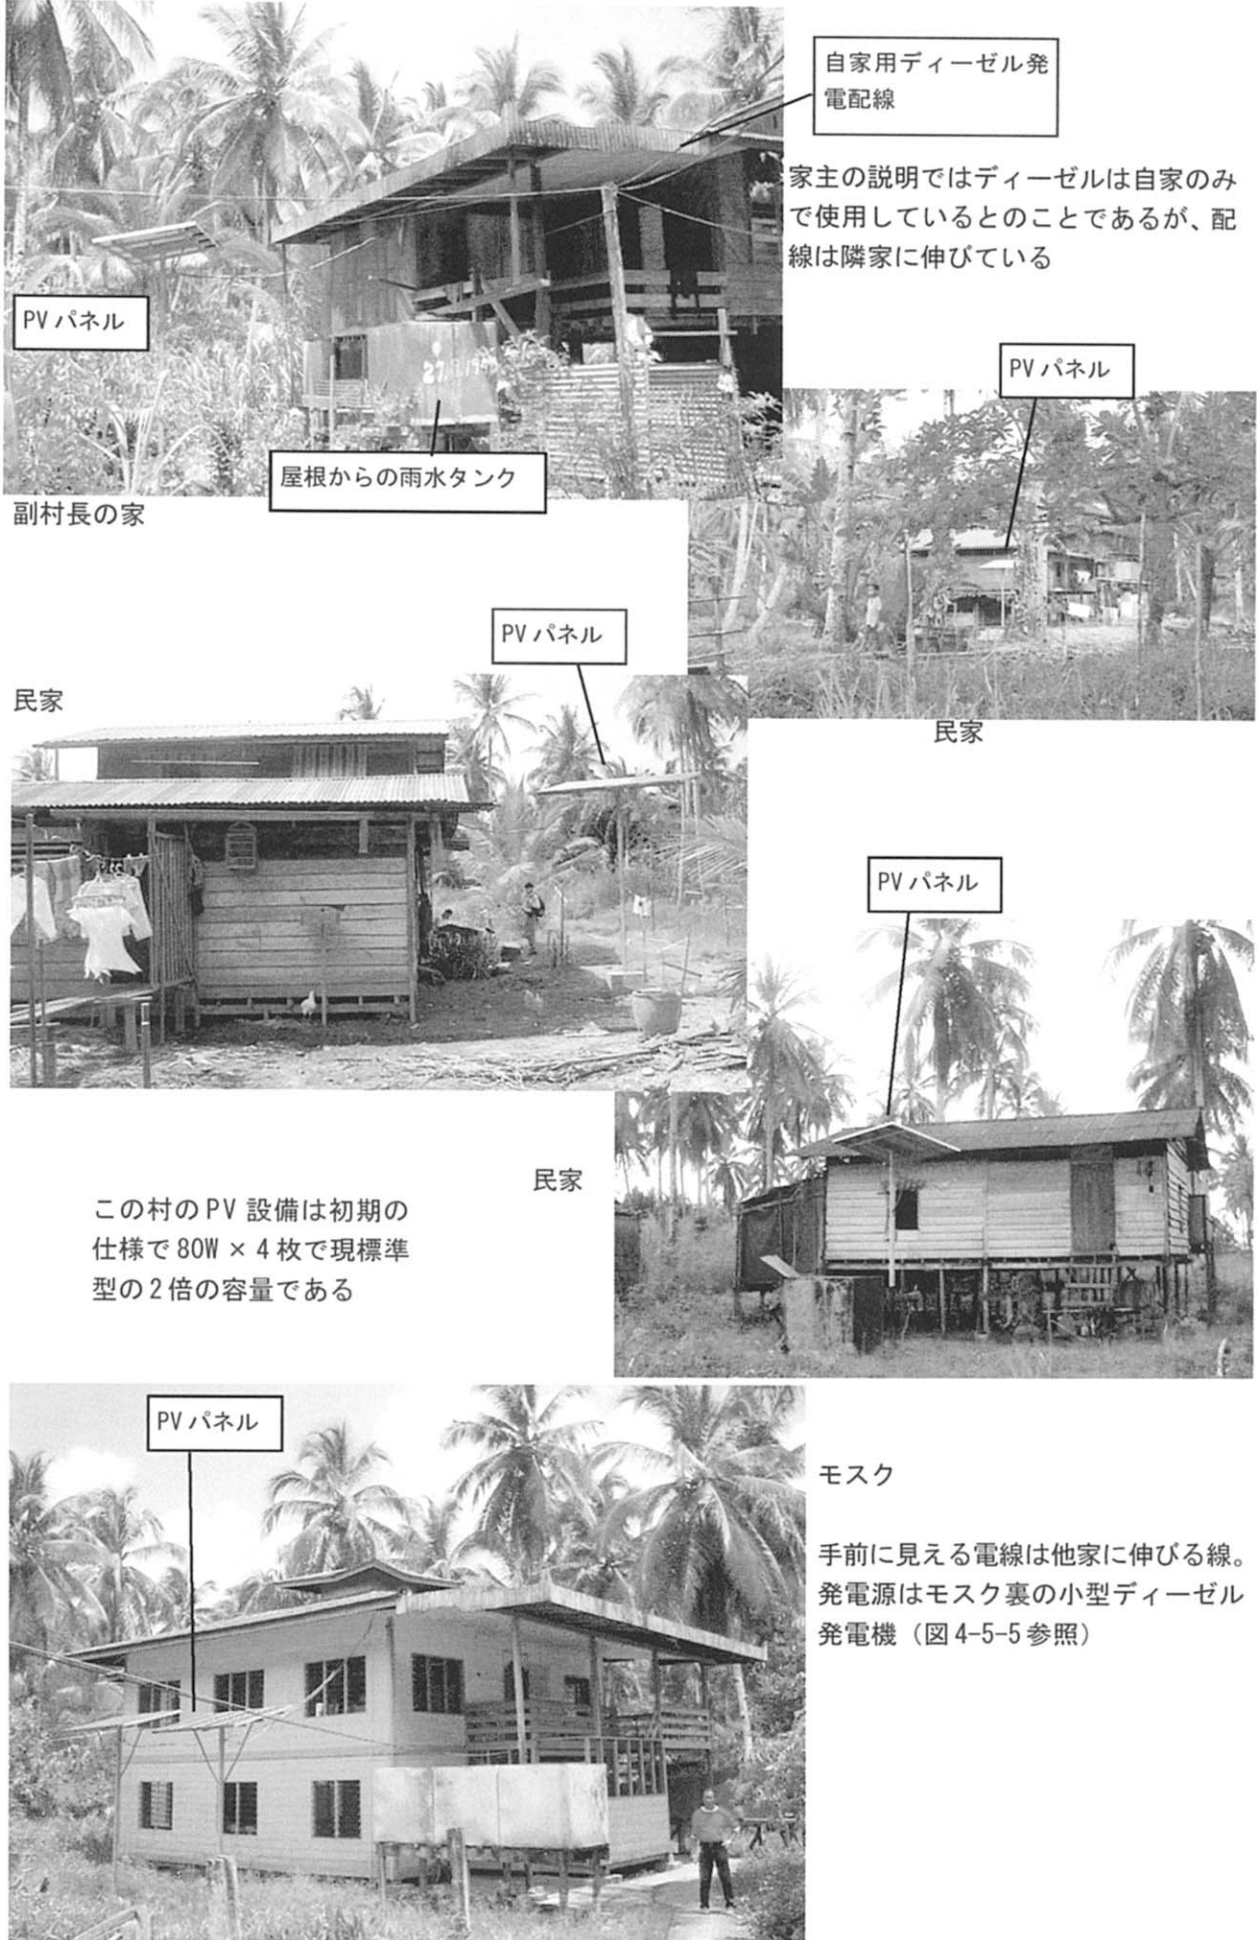 自家用ディーゼル発
電配線
家主の説明ではディーゼルは自家のみ
で使用しているとのことであるが、配
線は隣家に伸びている
PVパネル
27.
屋根からの雨水タンク
副村長の家
PVパネル
民家
PVパネル
民家
PVパネル
民家
この村のPV設備は初期の
仕様で80W × 4枚で現標準
型の2倍の容量である
PVパネル
モスク
手前に見える電線は他家に伸びる線。
発電源はモスク裏の小型ディーゼル
発電機（図4-5-5参照）